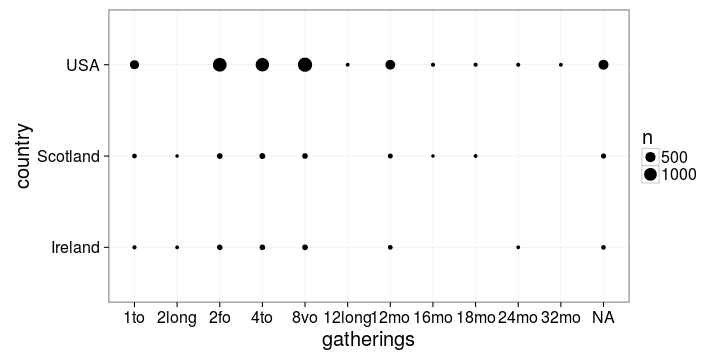 USA
Scotland
Ireland
country
1to 2long 2fo 4to 8vo 12long 12mo 16mo 18mo 24mo 32mo NA
gatherings
n
500
1000